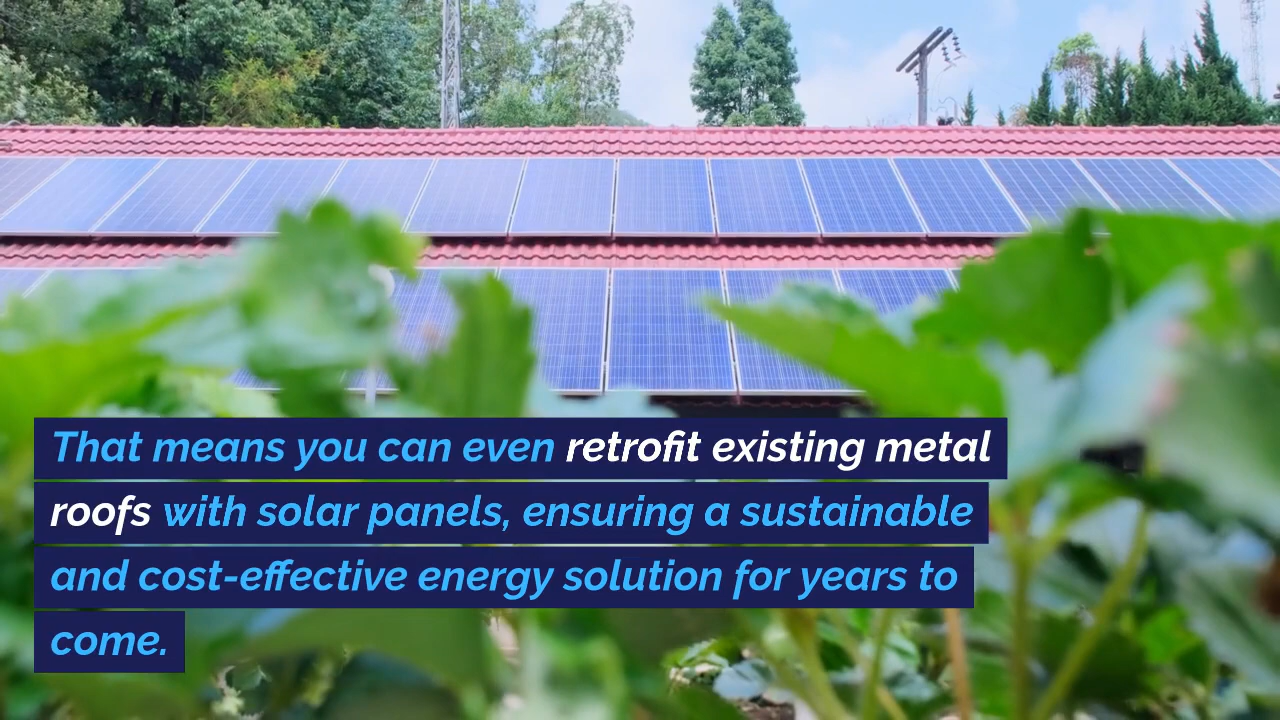 That means you can even retrofit existing metal
roofs with solar panels, ensuring a sustainable
and cost-effective energy solution for years to
come.